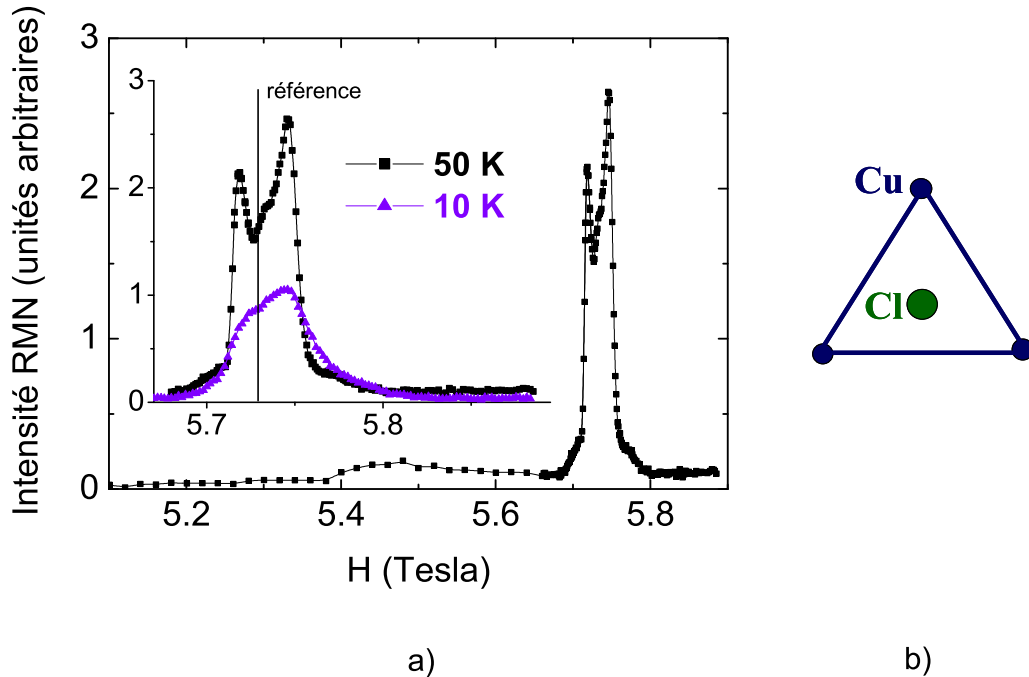 Intensité RMN (unités arbitraires)
3
2
1
0
5.2
5.4
5.6
5.8
H (Tesla)
3
2
1
0
5.7
5.8
référence
50 K
10 K
a)
Cu
Cl
b)